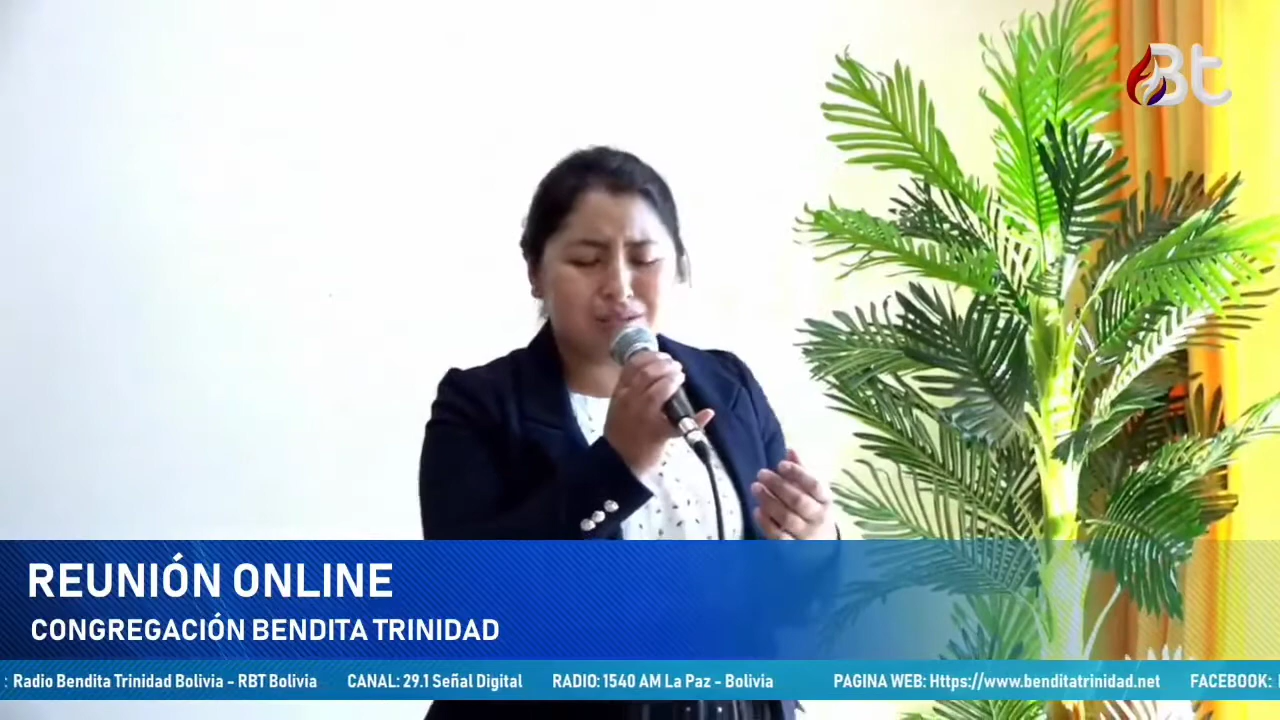 Bt
REUNIÓN ONLINE
CONGREGACIÓN BENDITA TRINIDAD
: Radio Bendita Trinidad Bolivia - RBT Bolivia CANAL: 29.1 Señal Digital RADIO: 1540 AM La Paz - Bolivia PAGINA WEB: Https://www.benditatrinidad.net FACEBOOK: